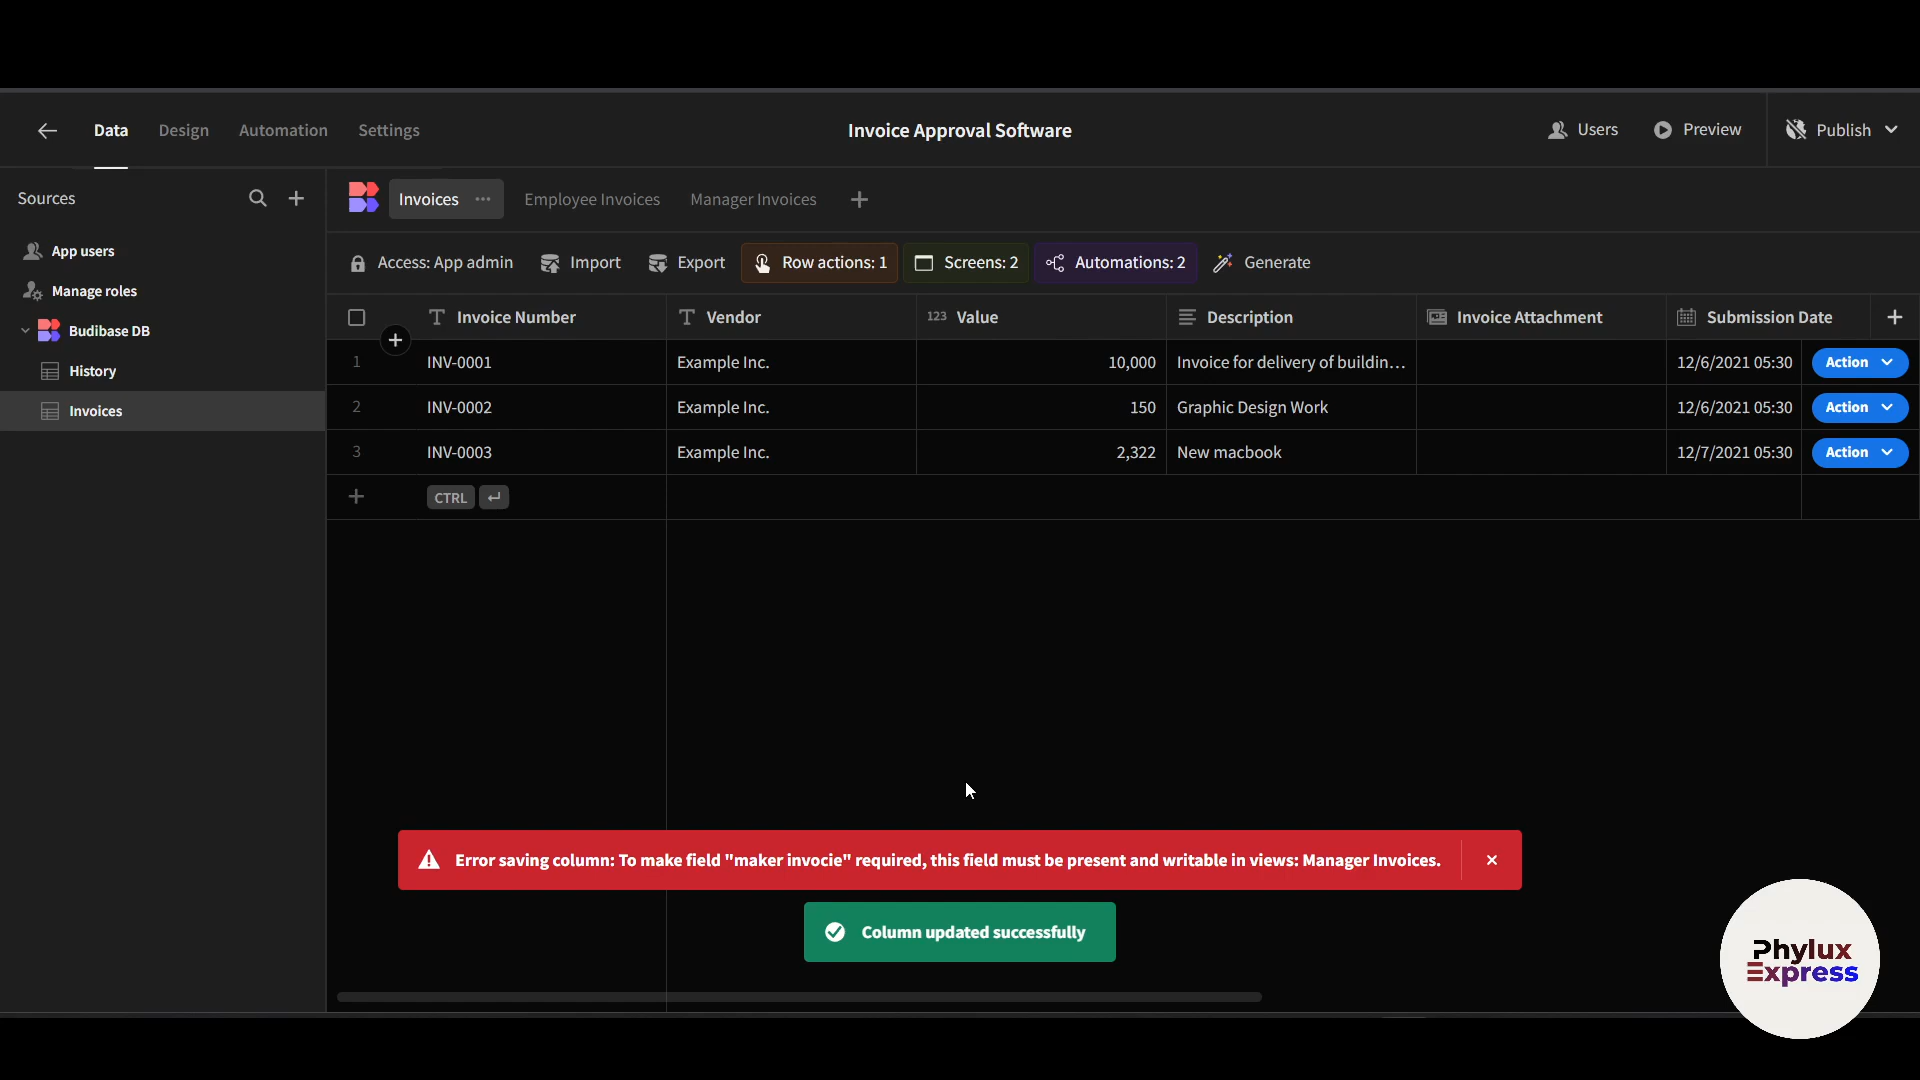 Data Design Automation Settings Invoice Approval Software Users Preview Publish
Sources
Invoices Employee Invoices Manager Invoices
App users
Manage roles
Budibase DB
History
Invoices
Access: App admin Import Export Row actions: 1 Screens: 2 Automations: 2 Generate
Invoice Number Vendor 123 Value Description Invoice Attachment Submission Date
1 INV-0001 Example Inc. 10,000 Invoice for delivery of buildin... 12/6/2021 05:30 Action
2 INV-0002 Example Inc. 150 Graphic Design Work 12/6/2021 05:30 Action
3 INV-0003 Example Inc. 2,322 New macbook 12/7/2021 05:30 Action
CTRL
Error saving column: To make field "maker invocie" required, this field must be present and writable in views: Manager Invoices.
Column updated successfully
Phylux
Express